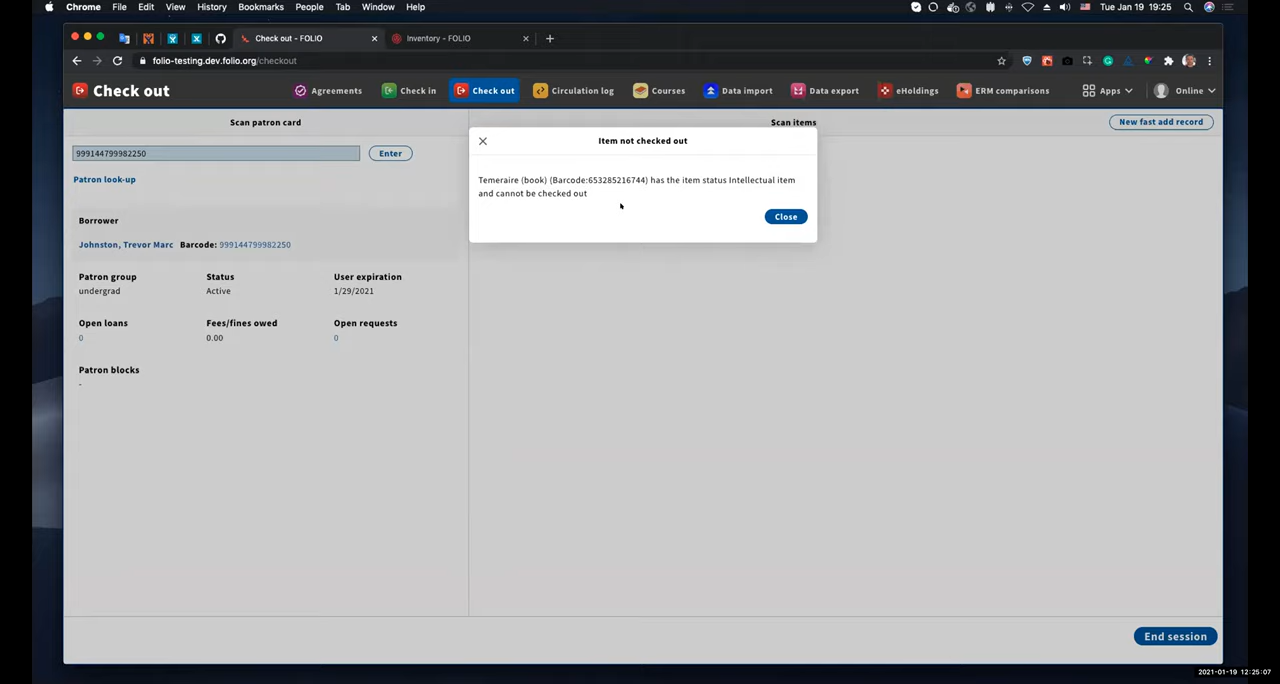 Chrome File Edit View History Bookmarks People Tab Window Help Tue Jan 19 19:25
Check out - FOLIO Inventory - FOLIO
folio-testing.dev.folio.org/checkout
Check out Agreements Check in Check out Circulation log Courses Data import Data export eHoldings ERM comparisons Apps Online
Scan patron card Scan items New fast add record
Item not checked out
999144799982250 Enter
Patron look-up
Temeraire (book) (Barcode:653285216744) has the item status Intellectual item
and cannot be checked out
Close
Borrower
Johnston, Trevor Marc Barcode: 999144799982250
Patron group Status User expiration
undergrad Active 1/29/2021
Open loans Fees/fines owed Open requests
0 0.00 0
Patron blocks
-
End session
2021-01-19 12:25:07